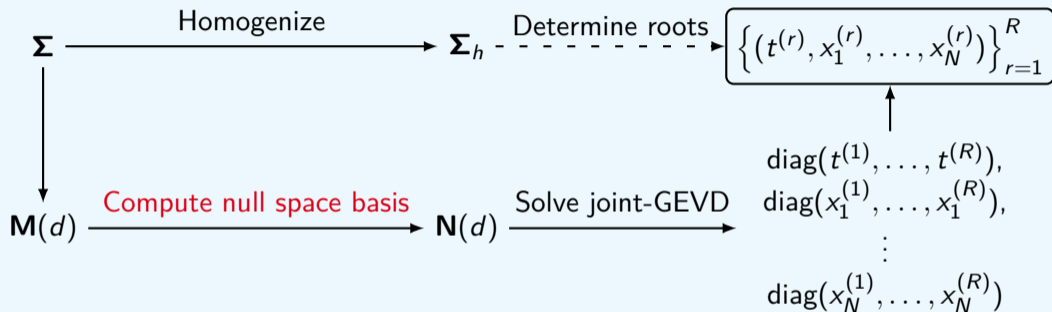 Homogenize
Σ
Σ_h
Determine roots
{(t^{(r)}, x_1^{(r)}, . . . , x_N^{(r)})}_{r=1}^{R}
diag(t^{(1)}, . . . , t^{(R)}),
Compute null space basis
Solve joint-GEVD
diag(x_1^{(1)}, . . . , x_1^{(R)}),
M(d)
N(d)
⋮
diag(x_N^{(1)}, . . . , x_N^{(R)})